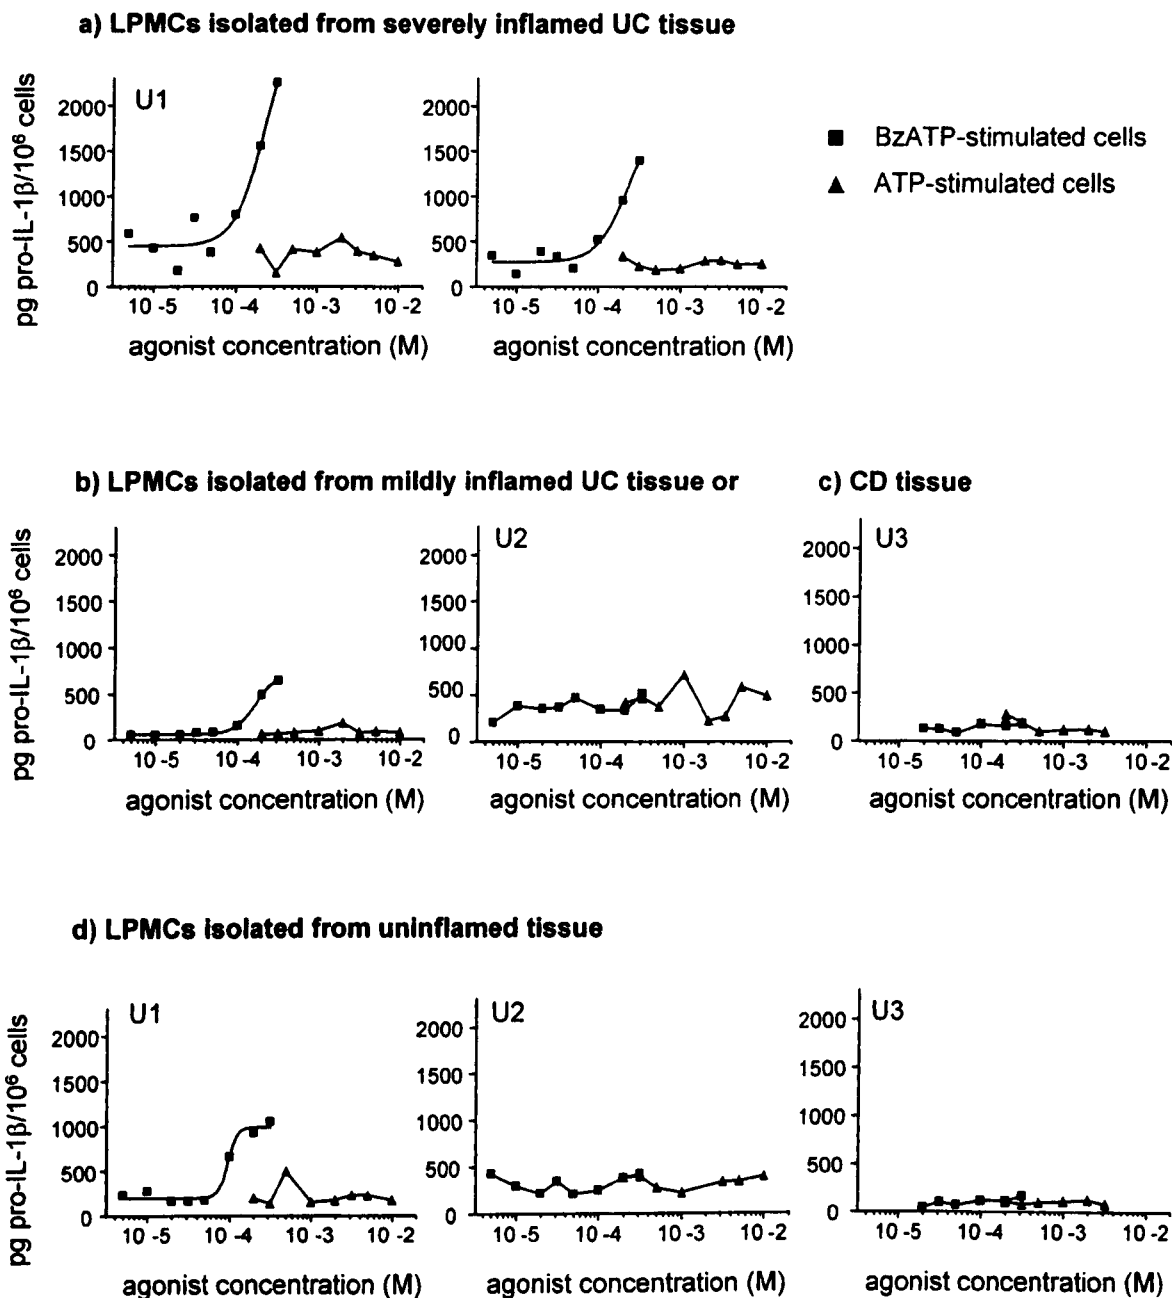 a) LPMCs isolated from severely inflamed UC tissue
pg pro-IL-1β/10⁶ cells
2000
1500
1000
500
0
U1
10 -5 10 -4 10 -3 10 -2
agonist concentration (M)
2000
1500
1000
500
0
10 -5 10 -4 10 -3 10 -2
agonist concentration (M)
BzATP-stimulated cells
ATP-stimulated cells
b) LPMCs isolated from mildly inflamed UC tissue or
c) CD tissue
pg pro-IL-1β/10⁶ cells
2000
1500
1000
500
0
10 -5 10 -4 10 -3 10 -2
agonist concentration (M)
U2
2000
1500
1000
500
0
10 -5 10 -4 10 -3 10 -2
agonist concentration (M)
U3
2000
1500
1000
500
0
10 -5 10 -4 10 -3 10 -2
agonist concentration (M)
d) LPMCs isolated from uninflamed tissue
pg pro-IL-1β/10⁶ cells
U1
2000
1500
1000
500
0
10 -5 10 -4 10 -3 10 -2
agonist concentration (M)
U2
2000
1500
1000
500
0
10 -5 10 -4 10 -3 10 -2
agonist concentration (M)
U3
2000
1500
1000
500
0
10 -5 10 -4 10 -3 10 -2
agonist concentration (M)